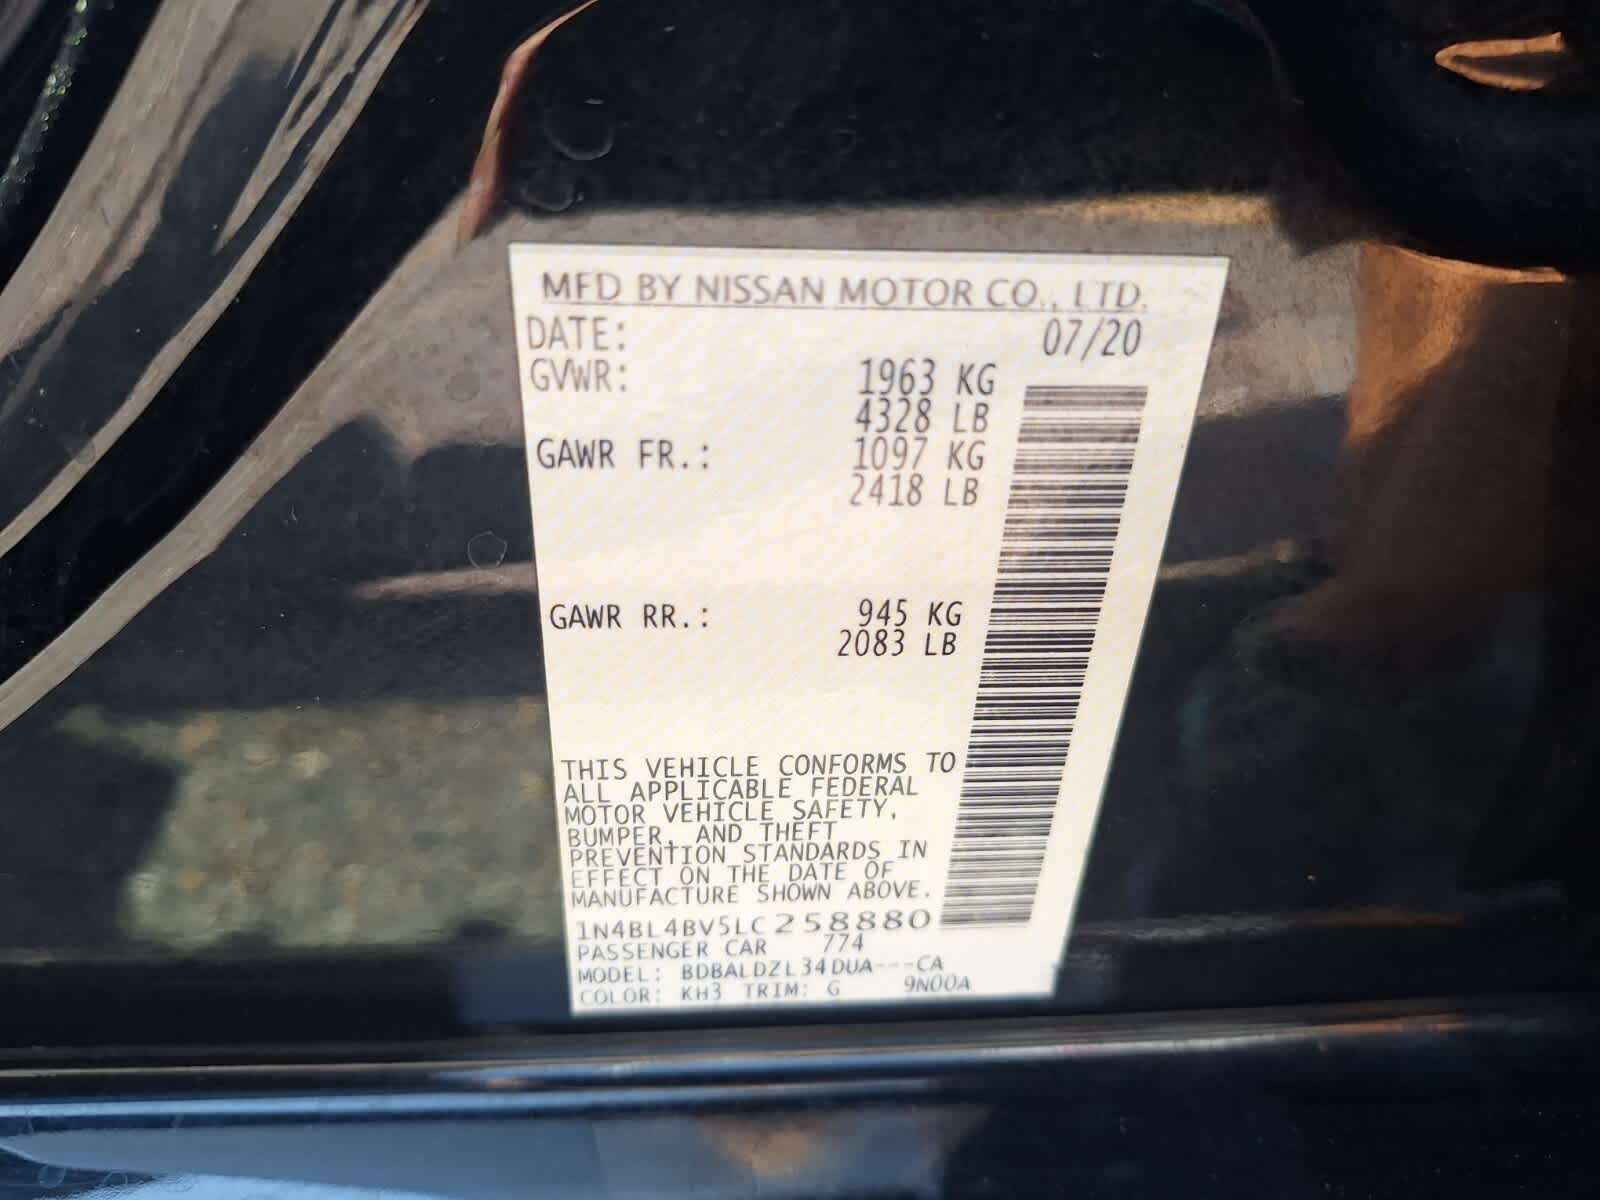 MFD BY NISSAN MOTOR CO., LTD.
DATE: 07/20
GVWR: 1963 KG
4328 LB
GAWR FR.: 1097 KG
2418 LB
GAWR RR.: 945 KG
2083 LB
THIS VEHICLE CONFORMS TO
ALL APPLICABLE FEDERAL
MOTOR VEHICLE SAFETY,
BUMPER, AND THEFT
PREVENTION STANDARDS IN
EFFECT ON THE DATE OF
MANUFACTURE SHOWN ABOVE.
1N4BL4BV5LC258880
PASSENGER CAR 774
MODEL: BDBALDZL34DUA---CA
COLOR: KH3 TRIM: G 9N00A